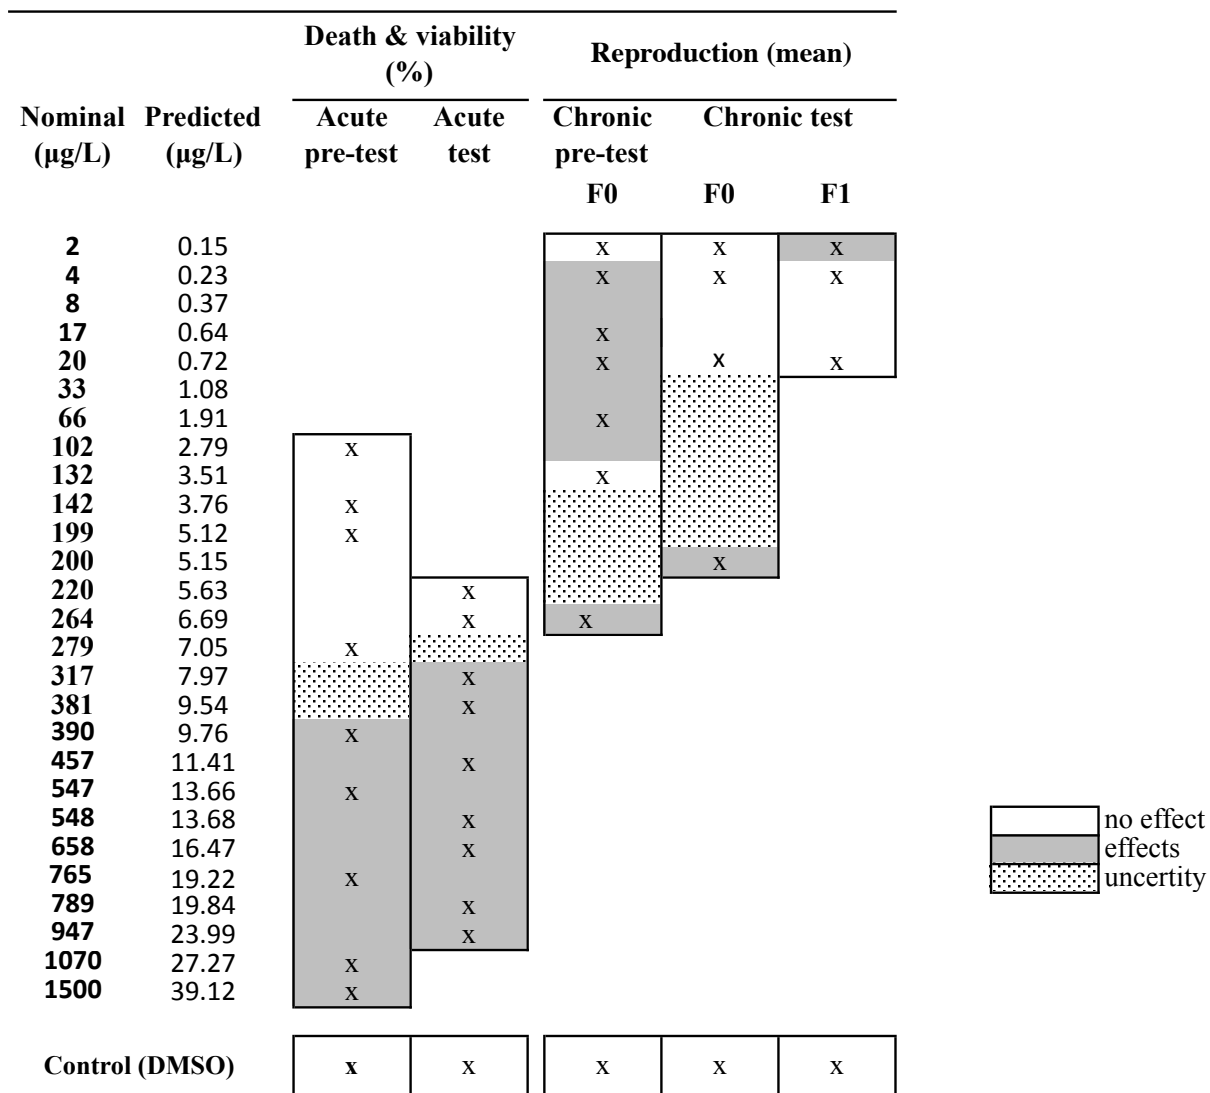 Death & viability Reproduction (mean)
(%)
Nominal Predicted Acute Acute Chronic Chronic test
(µg/L) (µg/L) pre-test test pre-test
F0 F0 F1
2 0.15 x x x
4 0.23 x x x
8 0.37
17 0.64 x
20 0.72 x x x
33 1.08
66 1.91 x
102 2.79 x
132 3.51 x
142 3.76 x
199 5.12 x
200 5.15 x
220 5.63 x
264 6.69 x x
279 7.05 x
317 7.97 x
381 9.54 x
390 9.76 x
457 11.41 x
547 13.66 x
548 13.68 x
658 16.47 x
765 19.22 x
789 19.84 x
947 23.99 x
1070 27.27 x
1500 39.12 x
Control (DMSO) x x x x x
no effect
effects
uncertity